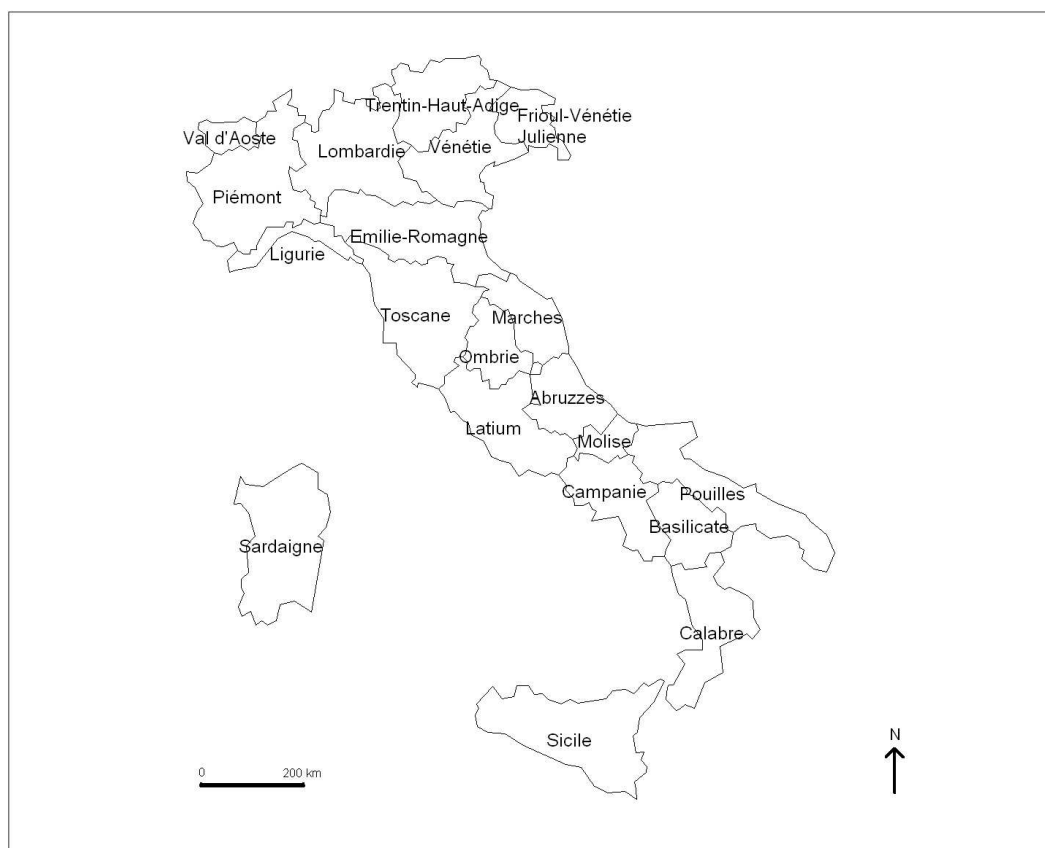 Trentin-Haut-Adige
Frioul-Vénétie
Julienne
Val d'Aoste
Lombardie
Vénétie
Piémont
Emilie-Romagne
Ligurie
Toscane
Marches
Ombrie
Abruzzes
Latium
Molise
Campanie
Pouilles
Basilicate
Sardaigne
Calabre
Sicile
N
0
200 km